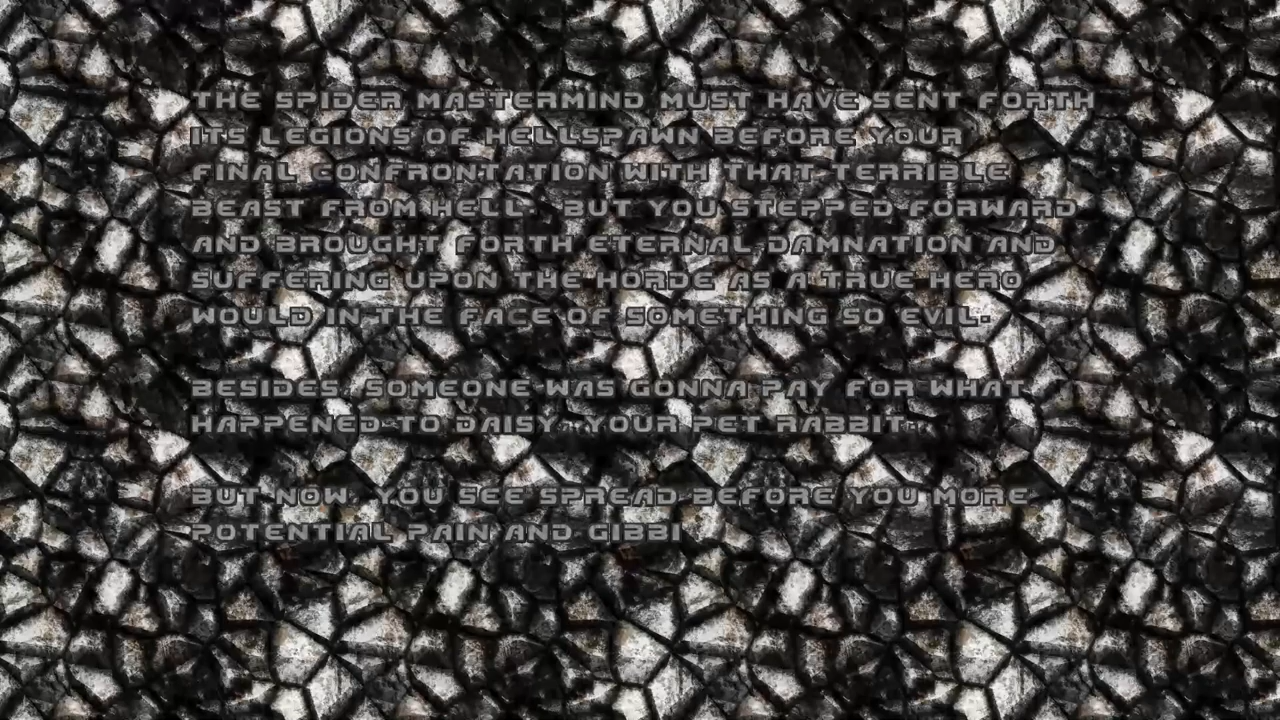 THE SPIDER MASTERMIND MUST HAVE SENT FORTH
ITS LEGIONS OF HELLSPAWN BEFORE YOUR
FINAL CONFRONTATION WITH THAT TERRIBLE
BEAST FROM HELL. BUT YOU STEPPED FORWARD
AND BROUGHT FORTH ETERNAL DAMNATION AND
SUFFERING UPON THE HORDE AS A TRUE HERO
WOULD IN THE FACE OF SOMETHING SO EVIL.
BESIDES, SOMEONE WAS GONNA PAY FOR WHAT
HAPPENED TO DAISY, YOUR PET RABBIT.
BUT NOW, YOU SEE SPREAD BEFORE YOU MORE
POTENTIAL PAIN AND GIBBI